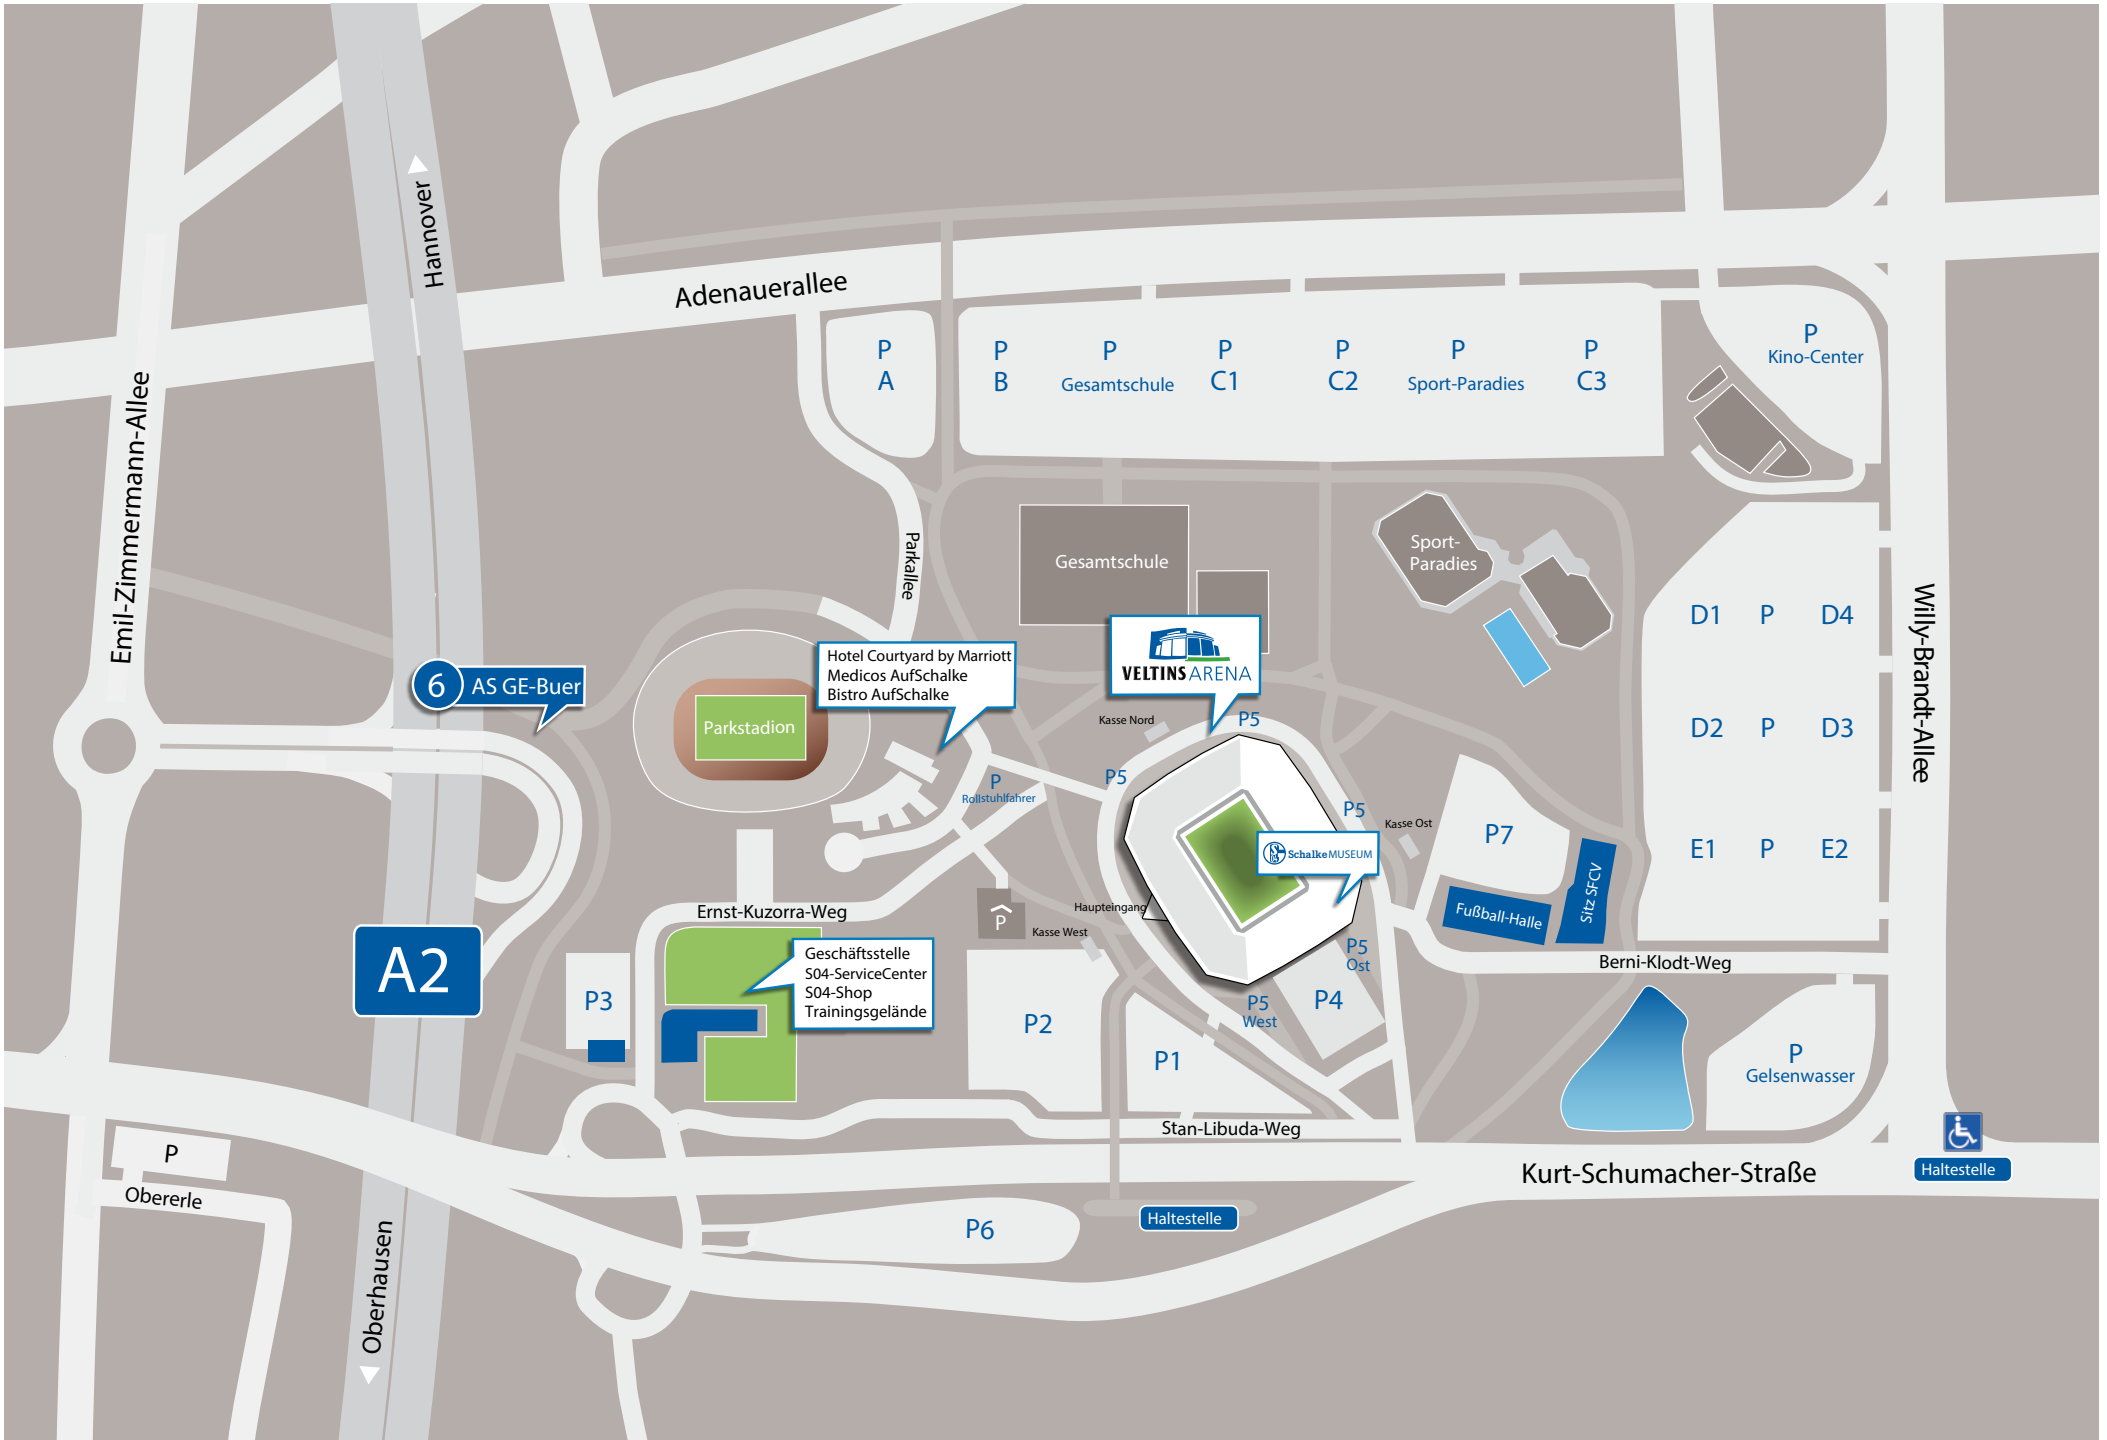 Hannover
Adenauerallee
Emil-Zimmermann-Allee
P
A
P
B
P
Gesamtschule
P
C1
P
C2
P
Sport-Paradies
P
C3
P
Kino-Center
Parkallee
Gesamtschule
Sport-
Paradies
Willy-Brandt-Allee
D1 P D4
D2 P D3
E1 P E2
6 AS GE-Buer
Parkstadion
Hotel Courtyard by Marriott
Medicos AufSchalke
Bistro AufSchalke
VELTINS ARENA
Kasse Nord
P5
P5
P5
P
Rollstuhlfahrer
Kasse Ost
Schalke MUSEUM
P7
Sitz SFCV
Fußball-Halle
Ernst-Kuzorra-Weg
P
Haupteingang
Kasse West
A2
Geschäftsstelle
S04-ServiceCenter
S04-Shop
Trainingsgelände
P3
P2
P1
P5
Ost
P5
West
P4
Berni-Klodt-Weg
P
Gelsenwasser
Stan-Libuda-Weg
Kurt-Schumacher-Straße
Haltestelle
P
Obererle
P6
Haltestelle
Oberhausen